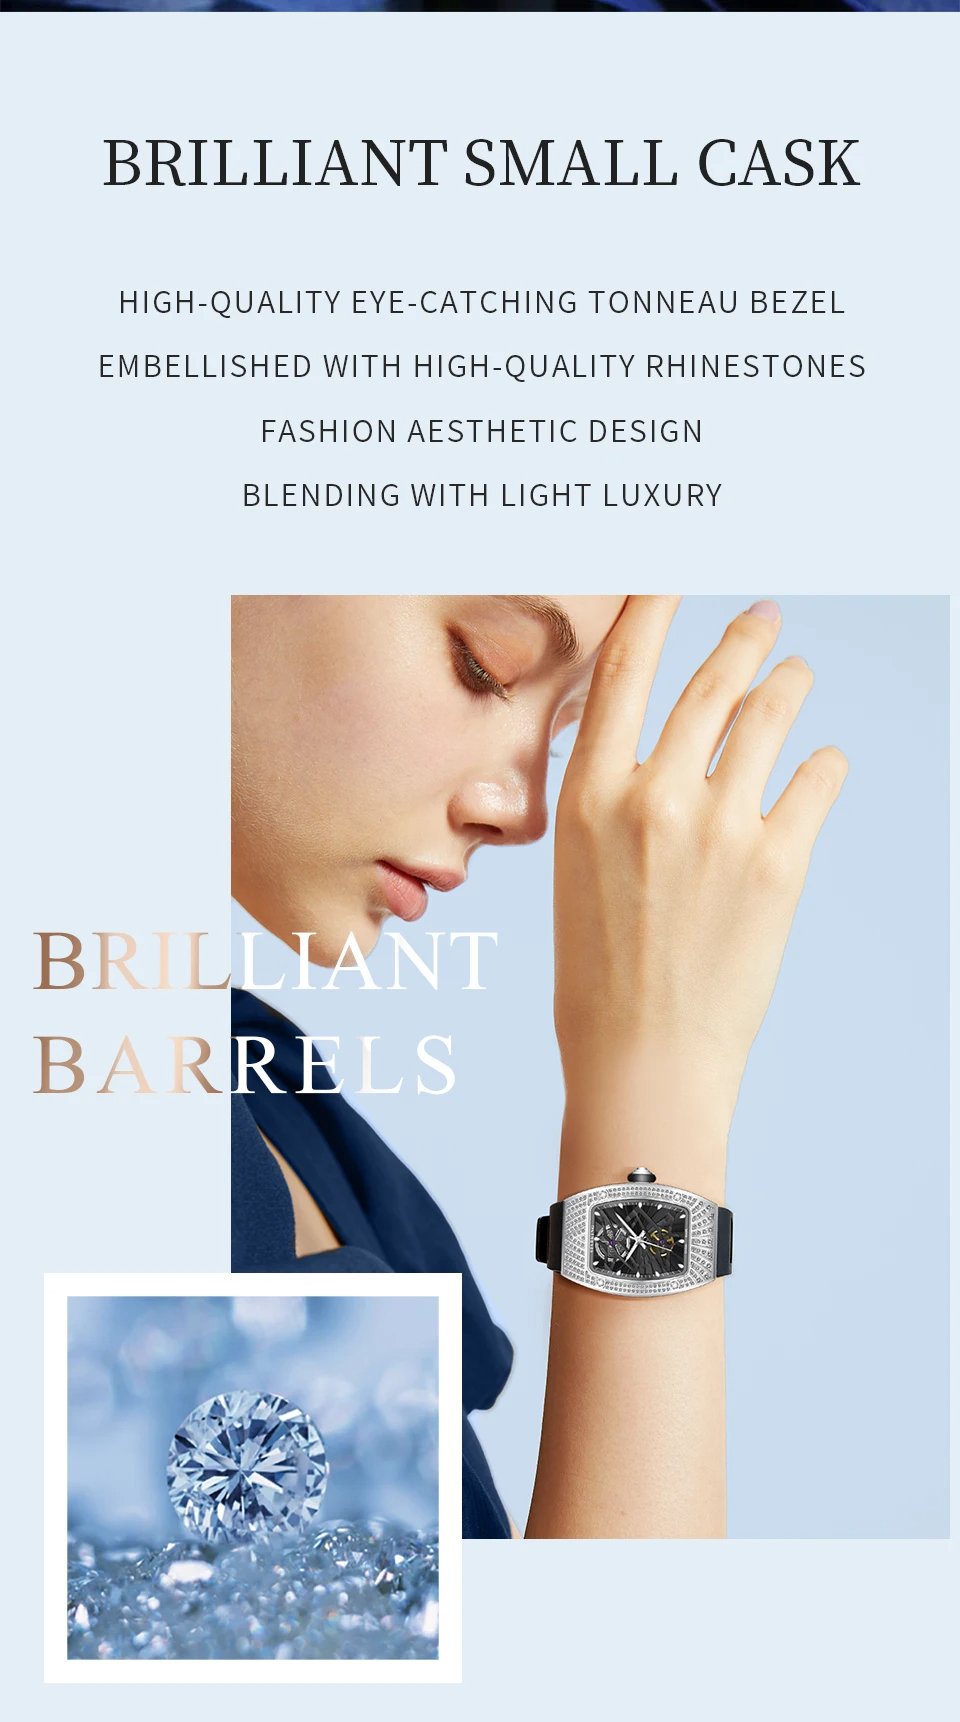 BRILLIANT SMALL CASK
HIGH-QUALITY EYE-CATCHING TONNEAU BEZEL
EMBELLISHED WITH HIGH-QUALITY RHINESTONES
FASHION AESTHETIC DESIGN
BLENDING WITH LIGHT LUXURY
BRILLIANT
BARRELS